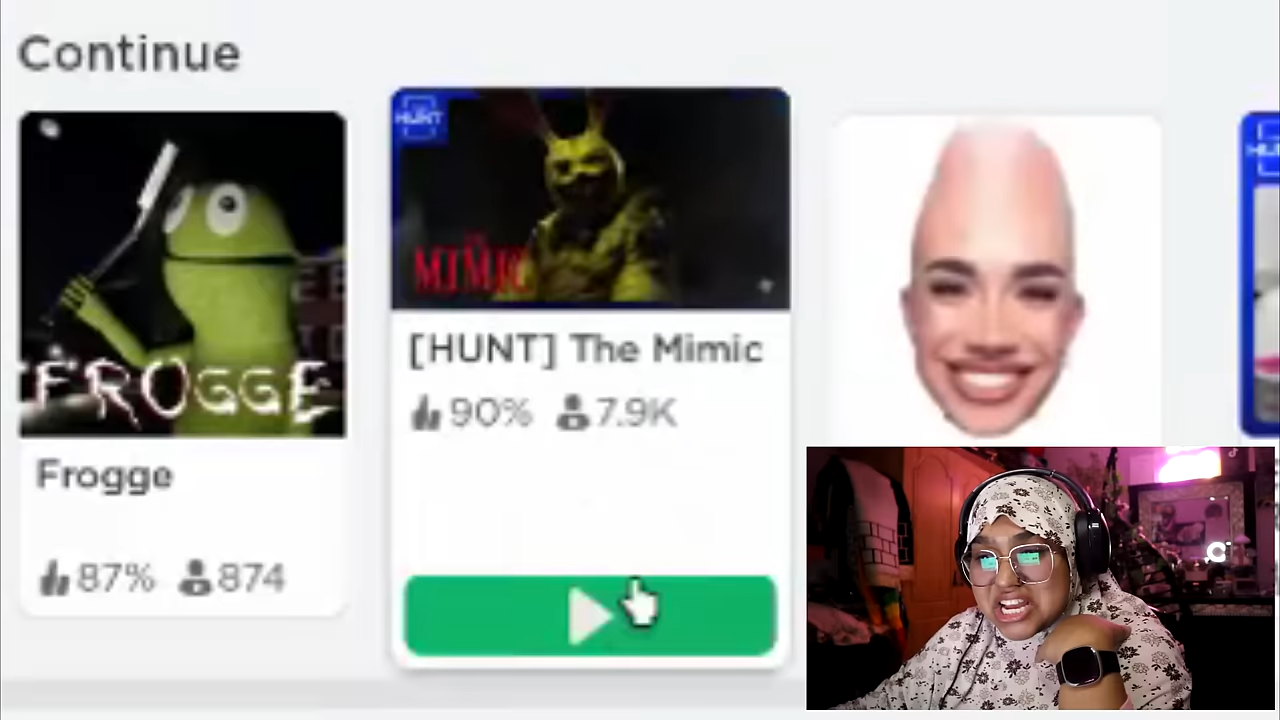 Continue
HUNT
MIMIC
FROGGE
[HUNT] The Mimic
90% 7.9K
Frogge
87% 874